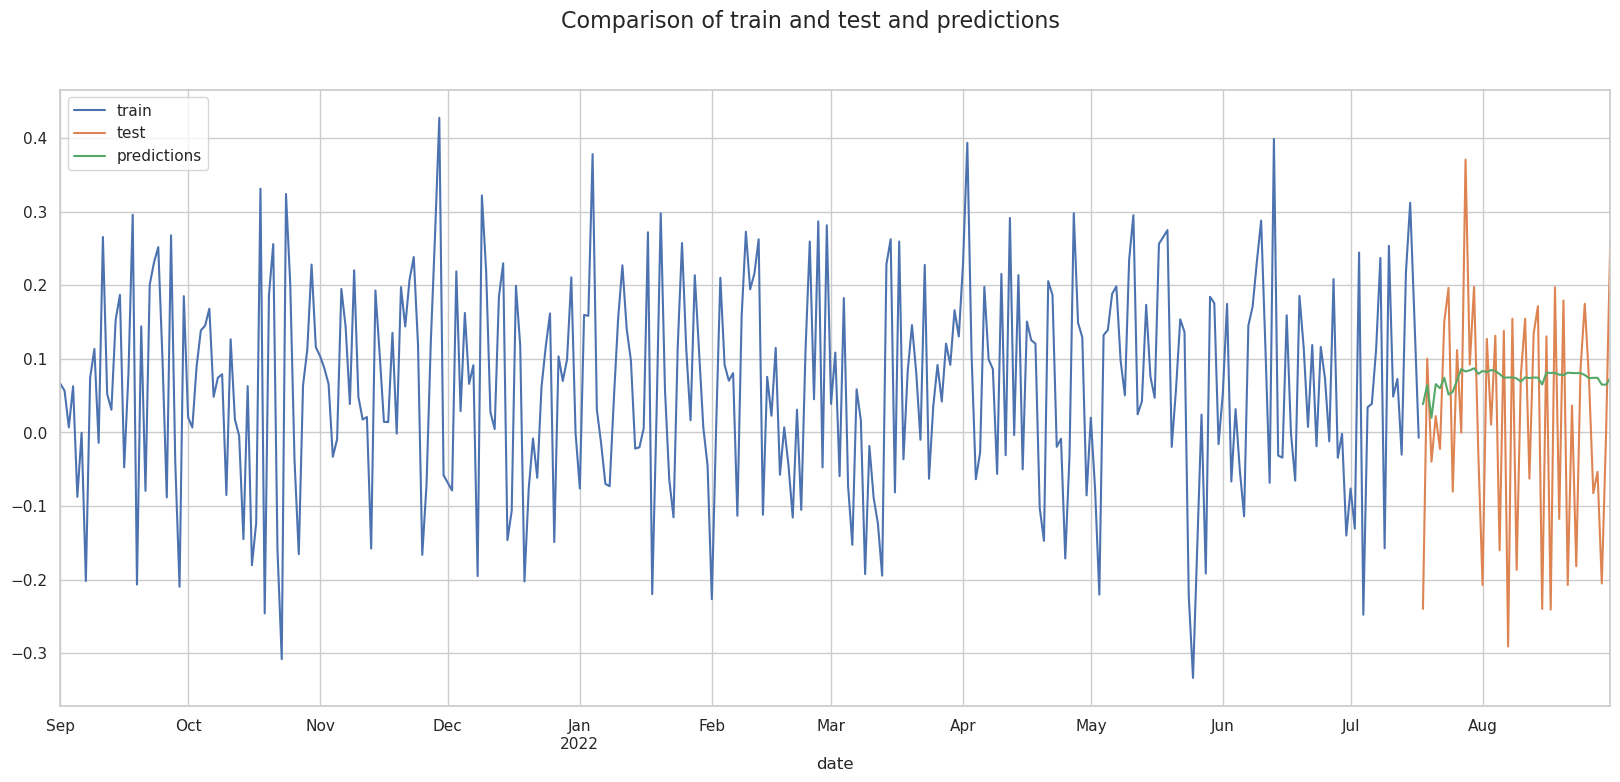 Comparison of train and test and predictions
train
test
predictions
0.4
0.3
0.2
0.1
0.0
−0.1
−0.2
−0.3
Sep Oct Nov Dec Jan Feb Mar Apr May Jun Jul Aug
2022
date